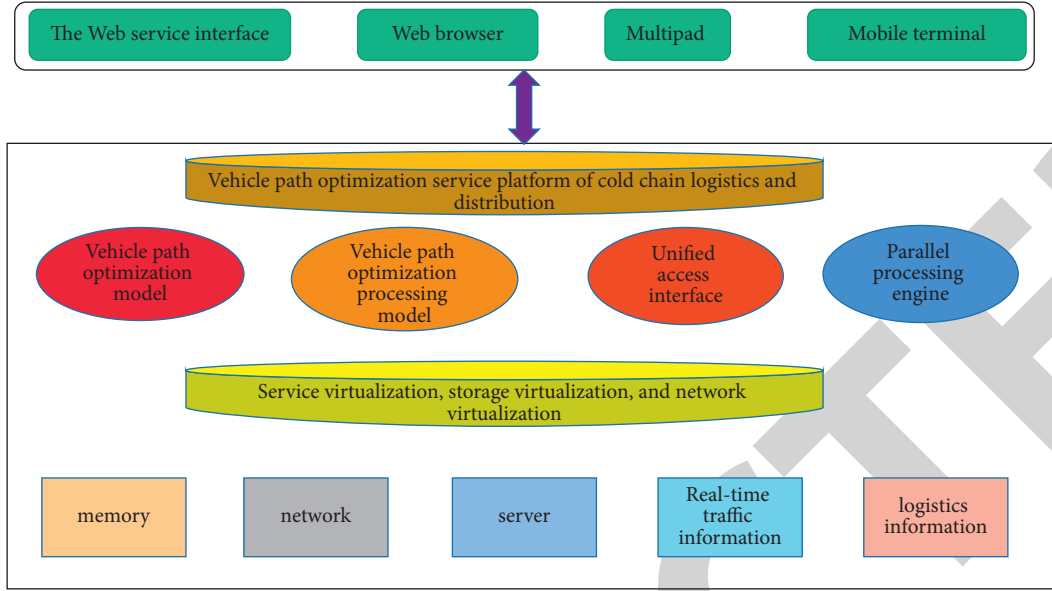 The Web service interface
Web browser
Multipad
Mobile terminal
Vehicle path optimization service platform of cold chain logistics and
distribution
Vehicle path
optimization
model
Vehicle path
optimization
processing
model
Unified
access
interface
Parallel
processing
engine
Service virtualization, storage virtualization, and network
virtualization
memory
network
server
Real-time
traffic
information
logistics
information